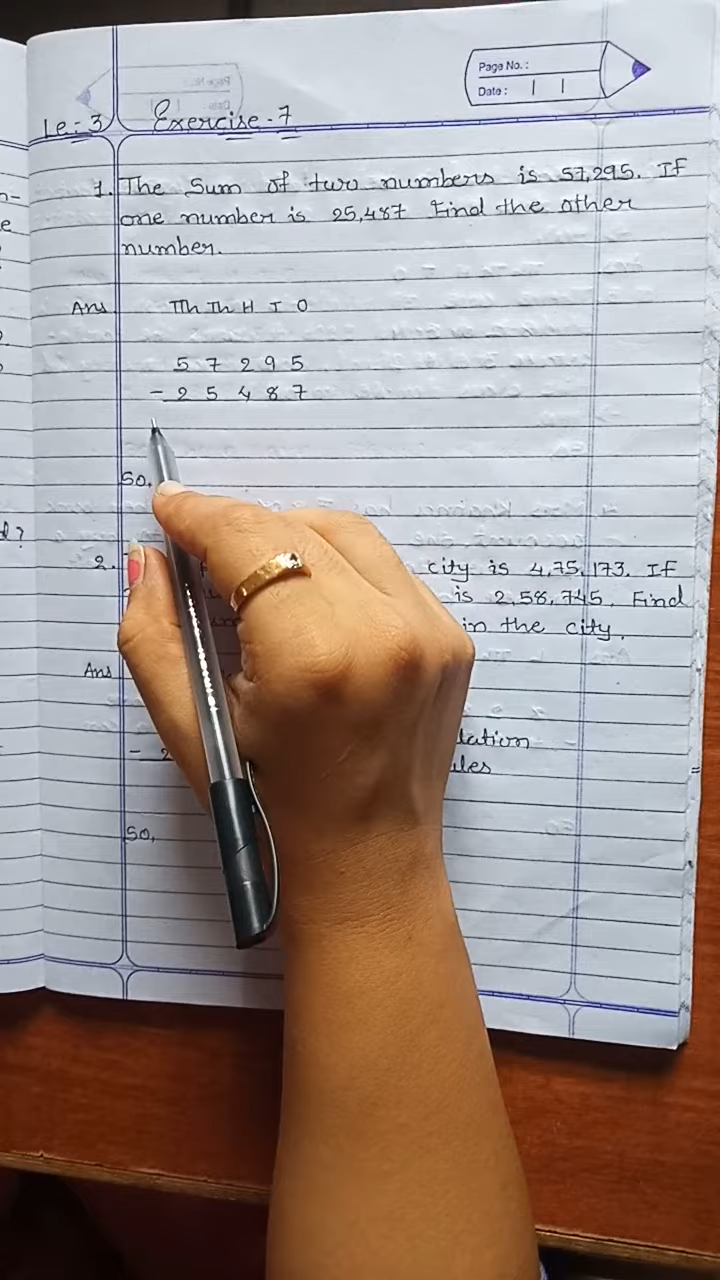 Page No. :
Date :
Le :- 3 Exercise - 7
1. The Sum of two numbers is 57,295. If
one number is 25,487 Find the other
number.
Ans TTh Th H T O
5 7 2 9 5
- 2 5 4 8 7
So,
2. city is 4,75,173. If
is 2,58,745. Find
in the city.
Ans
- 2
So,